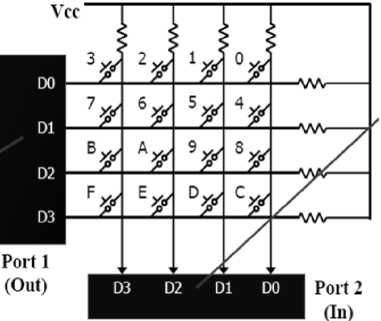 Vcc
3 2 1 0
D0
7 6 5 4
D1
B A 9 8
D2
F E D C
D3
Port 1
(Out)
D3 D2 D1 D0
Port 2
(In)